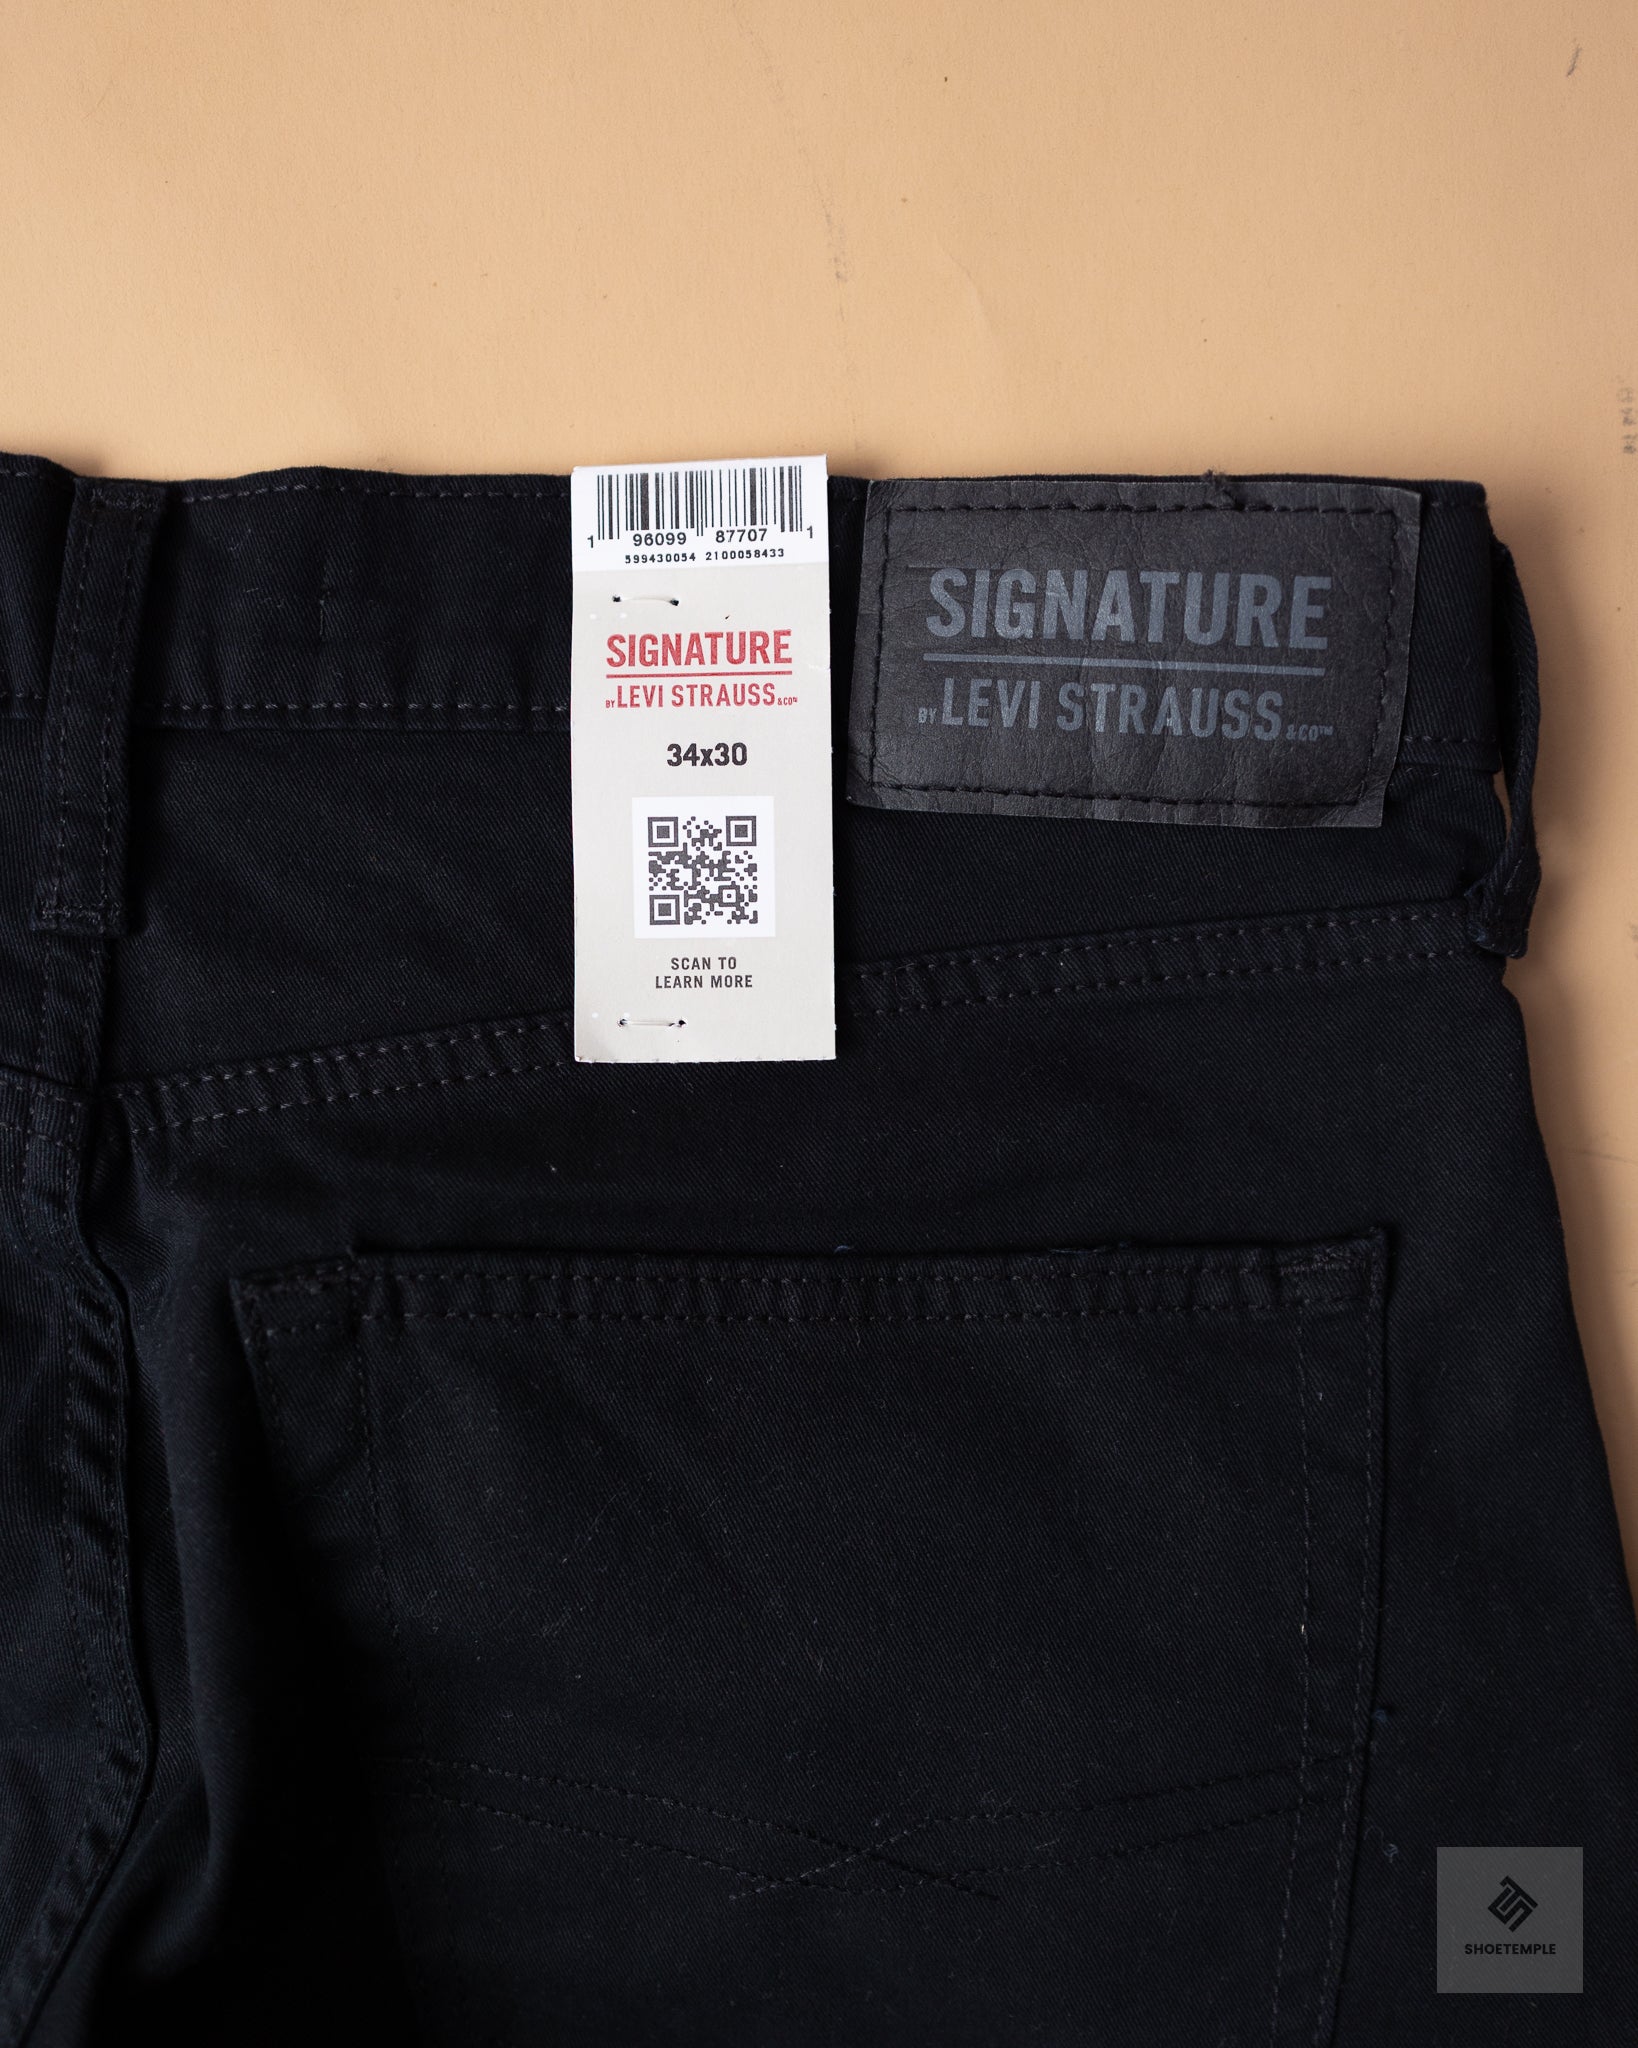 1 96099 87707 1
599430054 2100058433
SIGNATURE
BY LEVI STRAUSS & CO™
34x30
SCAN TO
LEARN MORE
SIGNATURE
BY LEVI STRAUSS & CO™
SHOETEMPLE